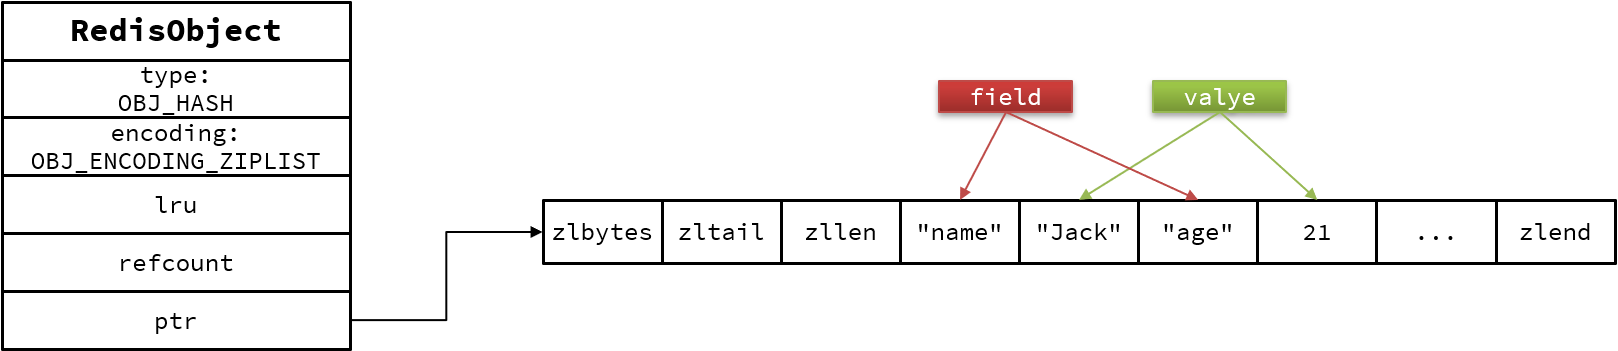 RedisObject
type:
OBJ_HASH
encoding:
OBJ_ENCODING_ZIPLIST
lru
refcount
ptr
field
valye
zlbytes zltail zllen "name" "Jack" "age" 21 ... zlend